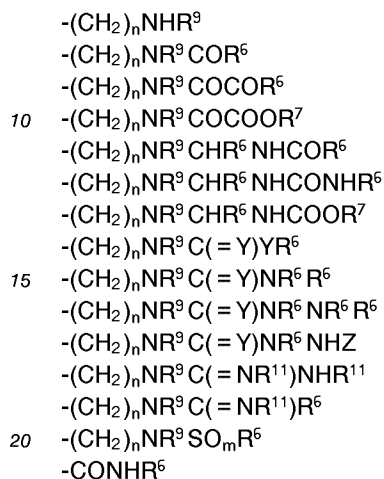 -(CH₂)ₙNHR⁹
-(CH₂)ₙNR⁹COR⁶
-(CH₂)ₙNR⁹COCOR⁶
10 -(CH₂)ₙNR⁹COCOOR⁷
-(CH₂)ₙNR⁹CHR⁶NHCOR⁶
-(CH₂)ₙNR⁹CHR⁶NHCONHR⁶
-(CH₂)ₙNR⁹CHR⁶NHCOOR⁷
-(CH₂)ₙNR⁹C(=Y)YR⁶
15 -(CH₂)ₙNR⁹C(=Y)NR⁶R⁶
-(CH₂)ₙNR⁹C(=Y)NR⁶NR⁶R⁶
-(CH₂)ₙNR⁹C(=Y)NR⁶NHZ
-(CH₂)ₙNR⁹C(=NR¹¹)NHR¹¹
-(CH₂)ₙNR⁹C(=NR¹¹)R⁶
20 -(CH₂)ₙNR⁹SOₘR⁶
-CONHR⁶